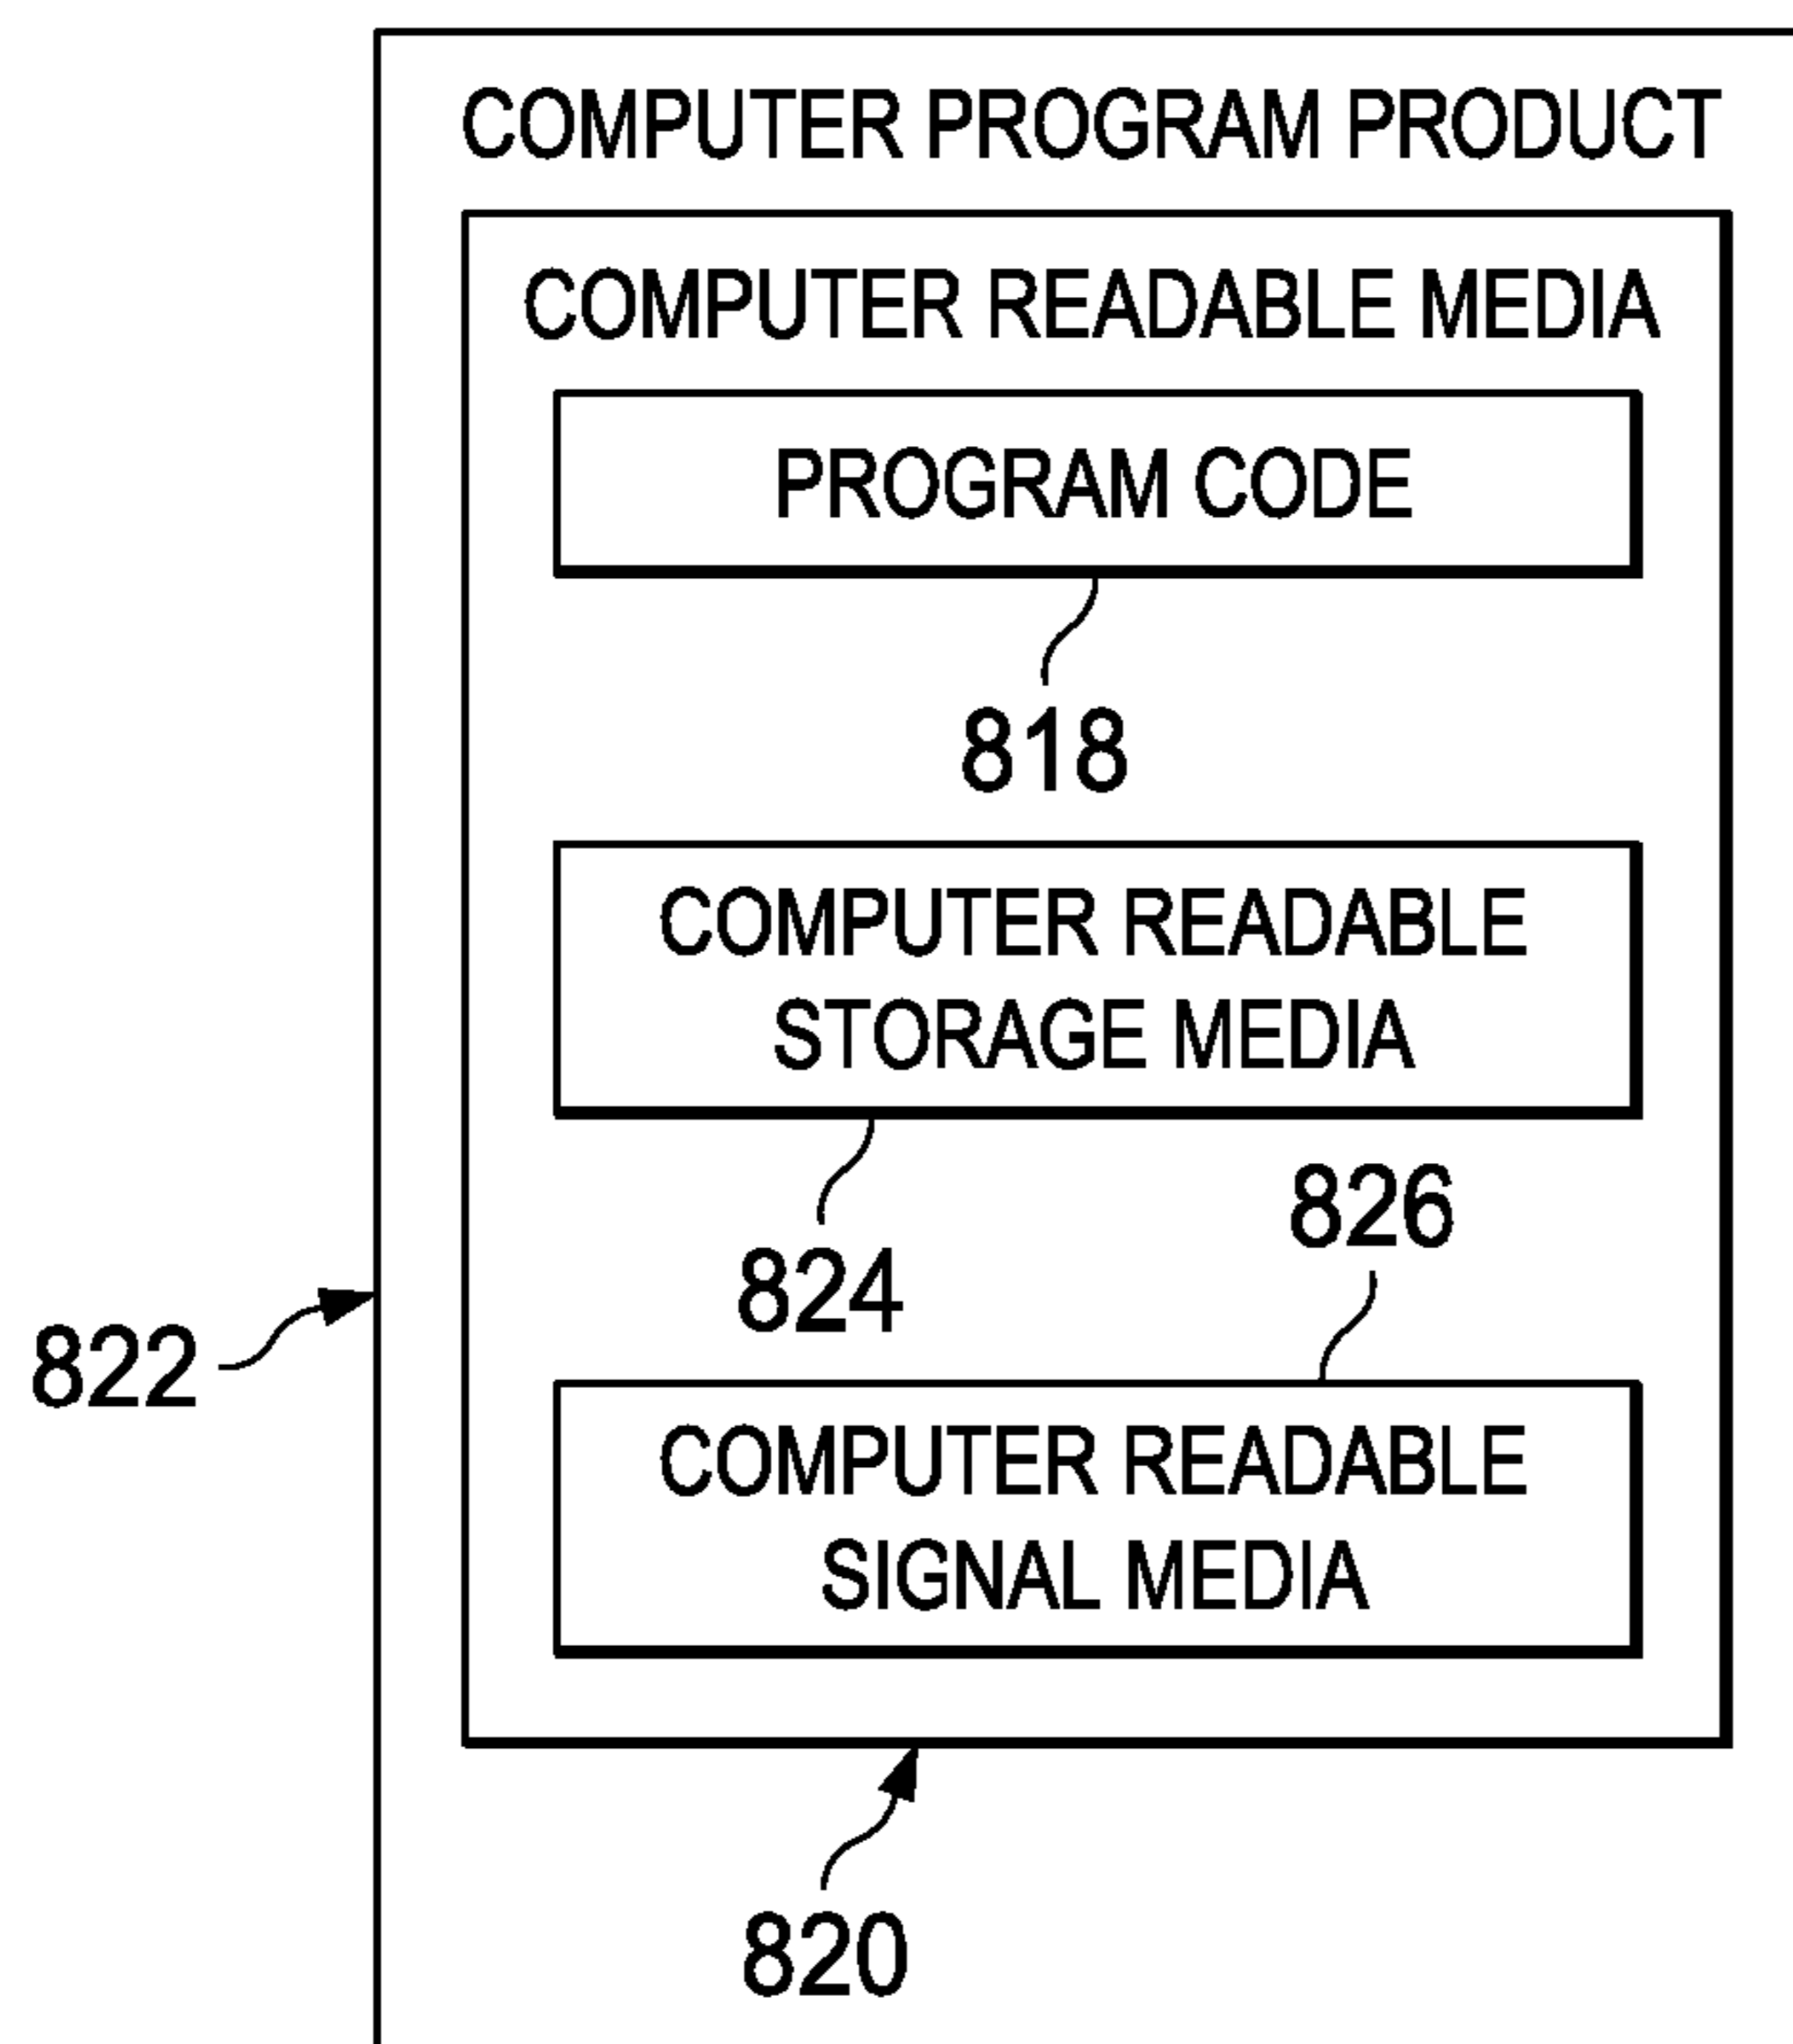 COMPUTER PROGRAM PRODUCT
COMPUTER READABLE MEDIA
PROGRAM CODE
818
COMPUTER READABLE
STORAGE MEDIA
826
824
822
COMPUTER READABLE
SIGNAL MEDIA
820